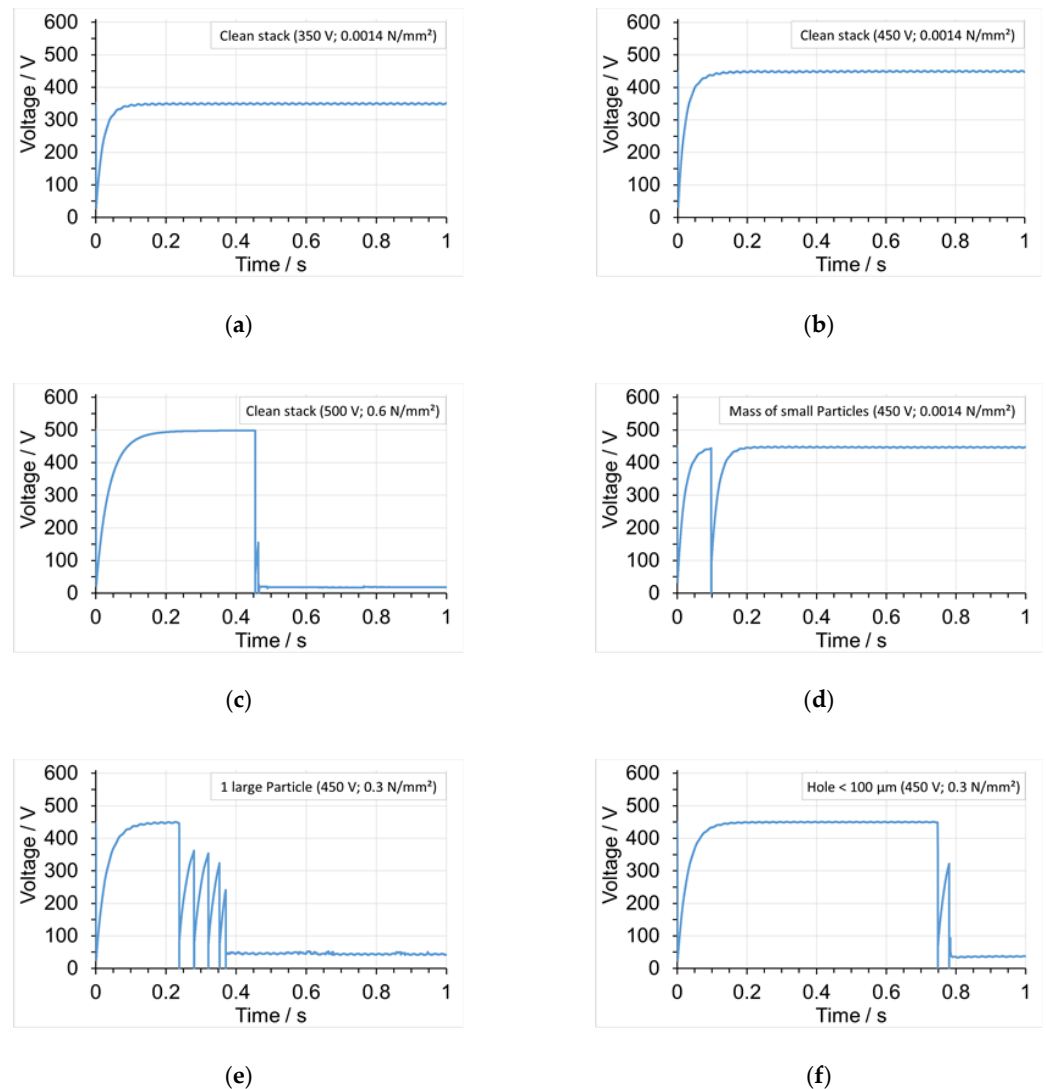 600
500
400
300
200
100
0
Voltage / V
Clean stack (350 V; 0.0014 N/mm²)
0 0.2 0.4 0.6 0.8 1
Time / s
(a)
600
500
400
300
200
100
0
Voltage / V
Clean stack (450 V; 0.0014 N/mm²)
0 0.2 0.4 0.6 0.8 1
Time / s
(b)
600
500
400
300
200
100
0
Voltage / V
Clean stack (500 V; 0.6 N/mm²)
0 0.2 0.4 0.6 0.8 1
Time / s
(c)
600
500
400
300
200
100
0
Voltage / V
Mass of small Particles (450 V; 0.0014 N/mm²)
0 0.2 0.4 0.6 0.8 1
Time / s
(d)
600
500
400
300
200
100
0
Voltage / V
1 large Particle (450 V; 0.3 N/mm²)
0 0.2 0.4 0.6 0.8 1
Time / s
(e)
600
500
400
300
200
100
0
Voltage / V
Hole < 100 µm (450 V; 0.3 N/mm²)
0 0.2 0.4 0.6 0.8 1
Time / s
(f)